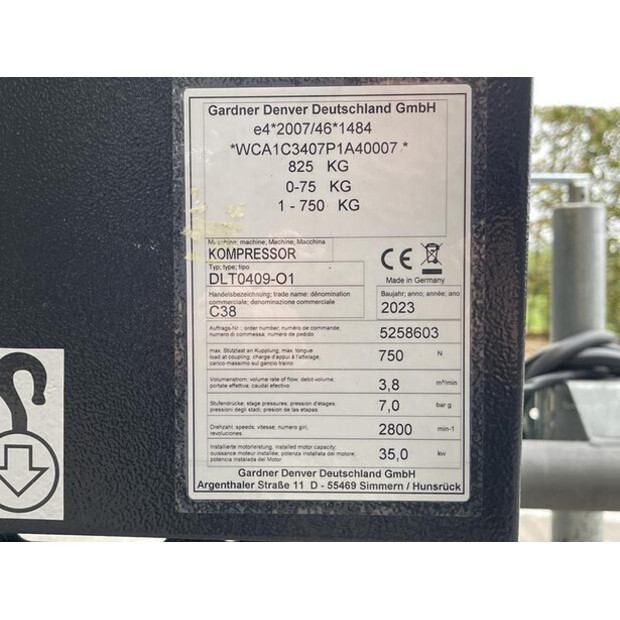 Gardner Denver Deutschland GmbH
e4*2007/46*1484
*WCA1C3407P1A40007 *
825 KG
0-75 KG
1 - 750 KG
machine; Machine; Macchina
KOMPRESSOR
Typ; type; tipo
DLT0409-O1
Made in Germany
Handelsbezeichnung; trade name; dénomination
commerciale; denominazione commerciale
C38
Baujahr; anno; année; ano
2023
Auftrags-Nr.; order number, numéro de commande,
numero di commessa; numéro de pedido
5258603
max. Stützlast an Kupplung, max. tongue
load at coupling; charge d'appui à l'attelage,
carico massimo sul gancio traino
750 N
Volumenstrom; volume rate of flow; debit-volume,
portate effettiva; caudal efectivo
3,8 m³/min
Stufendrücke; stage pressures; pression d'étages,
pressioni degli stadi; presion de las etapas
7,0 bar g
Drehzahl; speeds, vitesse; numero giri,
revoluciones
2800 min-1
Installierte motorleistung, installed motor capacity;
puissance moteur installée; potenza installata del motore,
potencia instalada del Motor
35,0 kw
Gardner Denver Deutschland GmbH
Argenthaler Straße 11 D - 55469 Simmern / Hunsrück